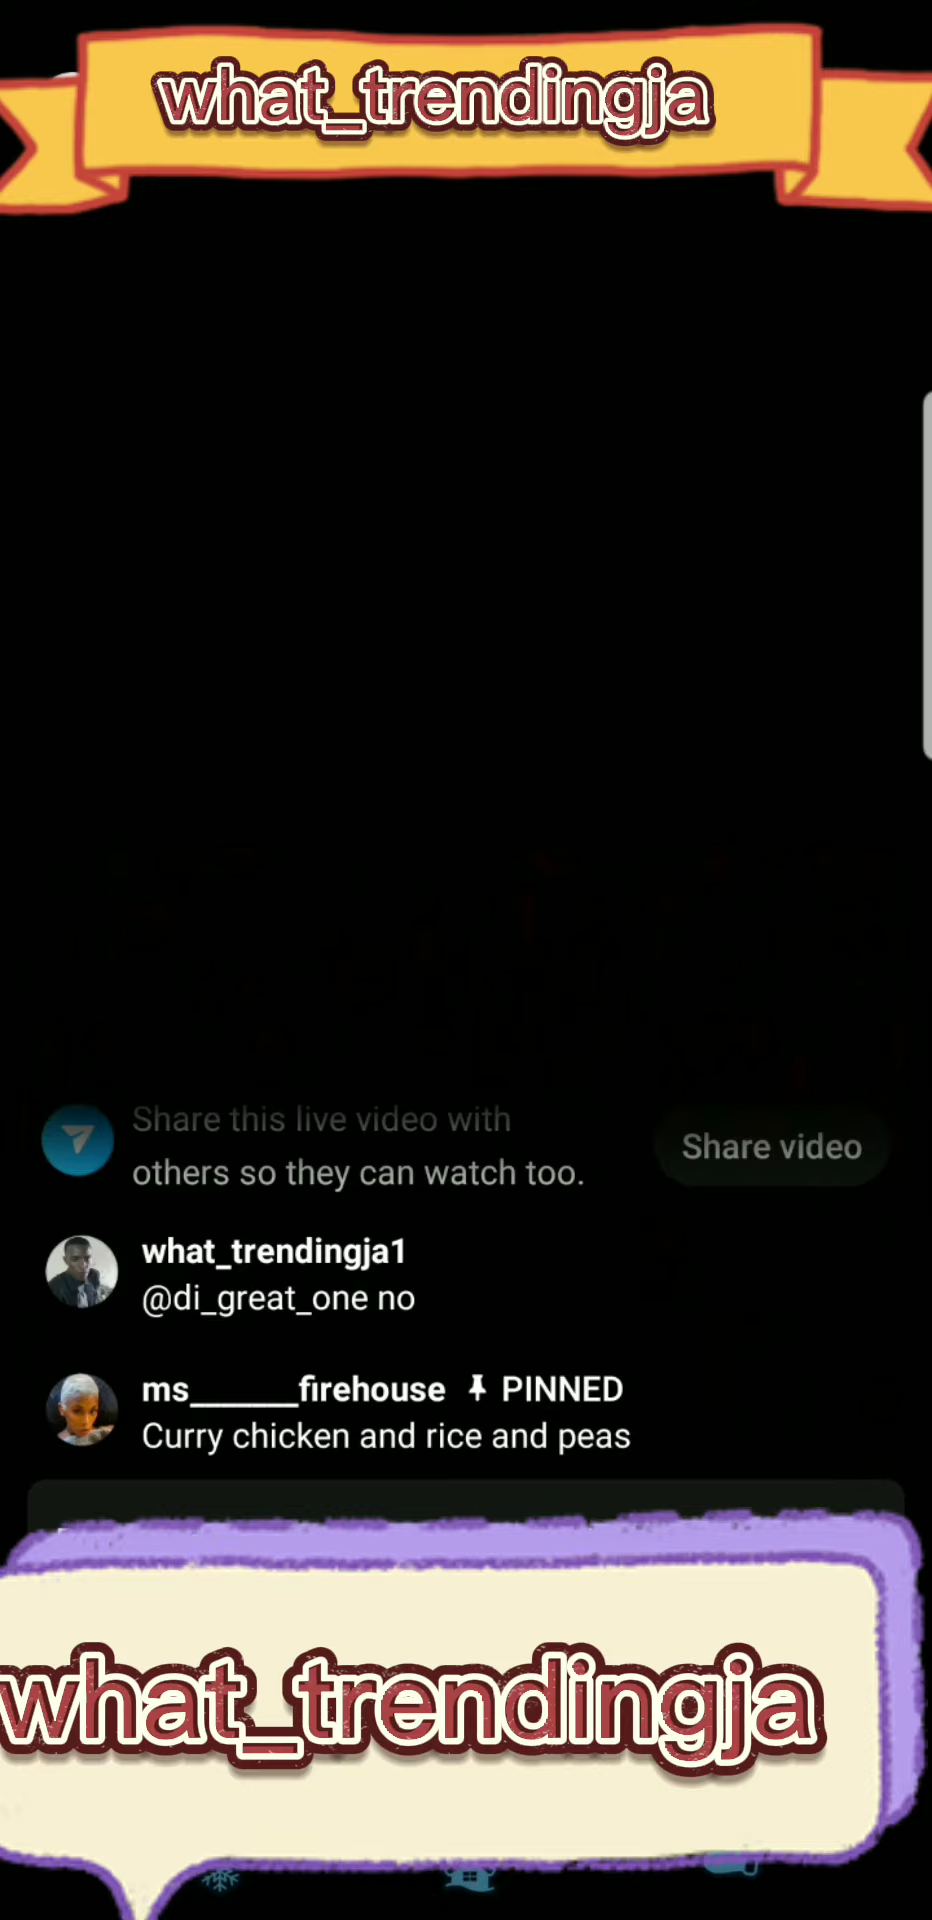 what_trendingja
Share this live video with
others so they can watch too.
Share video
what_trendingja1
@di_great_one no
ms______firehouse PINNED
Curry chicken and rice and peas
what_trendingja